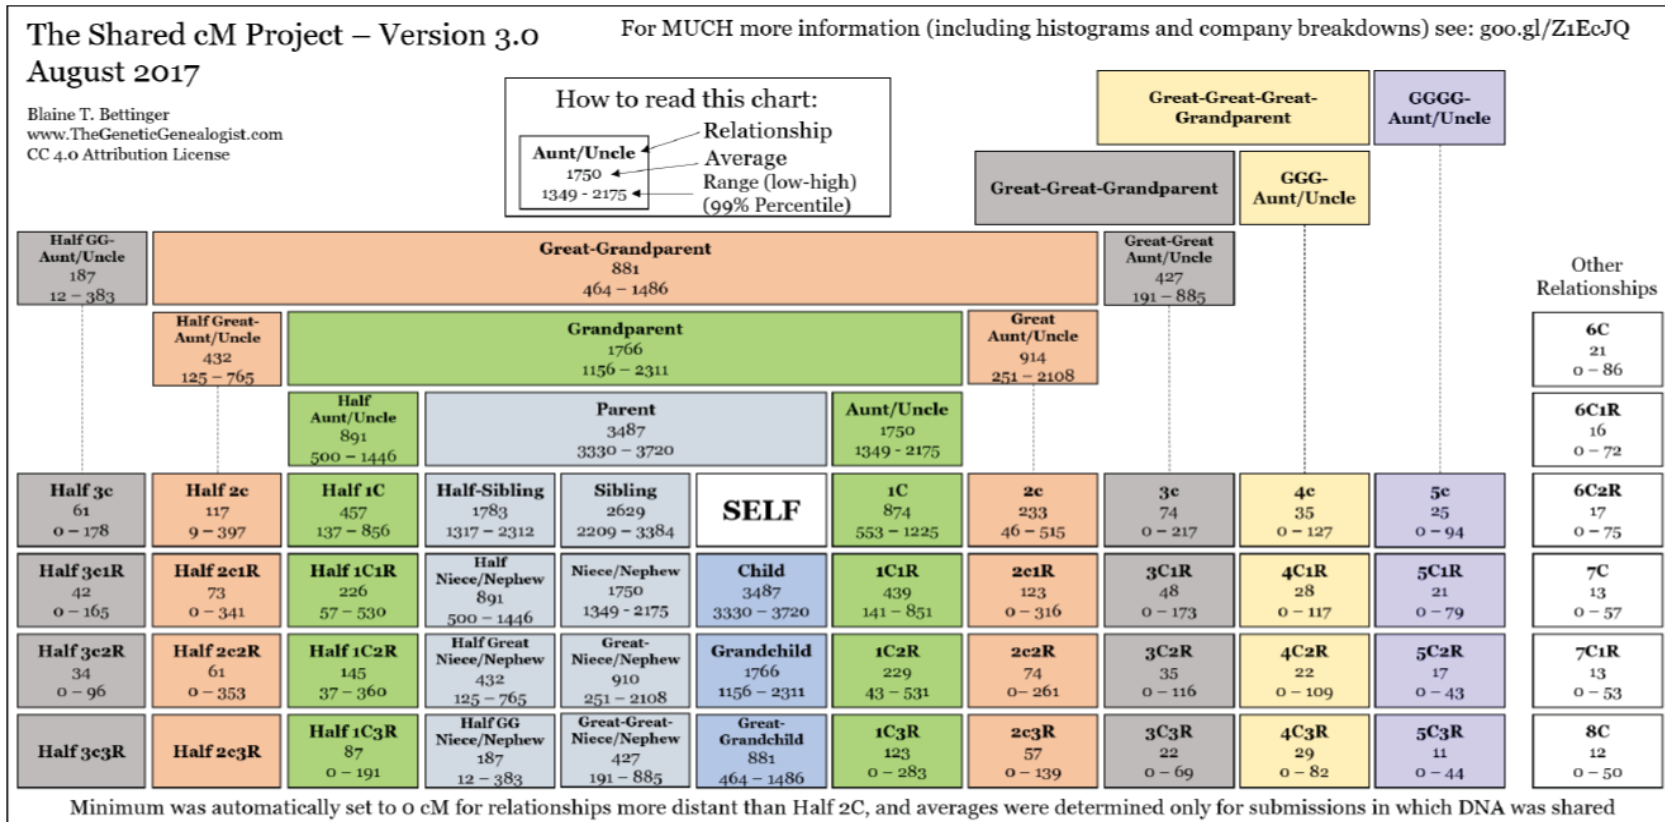 The Shared cM Project – Version 3.0
August 2017
For MUCH more information (including histograms and company breakdowns) see: goo.gl/Z1EcJQ
Blaine T. Bettinger
www.TheGeneticGenealogist.com
CC 4.0 Attribution License
How to read this chart:
Relationship
Aunt/Uncle
1750
1349 - 2175
Average
Range (low-high)
(99% Percentile)
Great-Great-Great-
Grandparent
GGGG-
Aunt/Uncle
Great-Great-Grandparent
GGG-
Aunt/Uncle
Half GG-
Aunt/Uncle
187
12 – 383
Great-Grandparent
881
464 – 1486
Great-Great
Aunt/Uncle
427
191 – 885
Other
Relationships
Half Great-
Aunt/Uncle
432
125 – 765
Grandparent
1766
1156 – 2311
Great
Aunt/Uncle
914
251 – 2108
6C
21
0 – 86
Half
Aunt/Uncle
891
500 – 1446
Parent
3487
3330 – 3720
Aunt/Uncle
1750
1349 - 2175
6C1R
16
0 – 72
Half 3c
61
0 – 178
Half 2c
117
9 – 397
Half 1C
457
137 – 856
Half-Sibling
1783
1317 – 2312
Sibling
2629
2209 – 3384
SELF
1C
874
553 – 1225
2c
233
46 – 515
3c
74
0 – 217
4c
35
0 – 127
5c
25
0 – 94
6C2R
17
0 – 75
Half 3c1R
42
0 – 165
Half 2c1R
73
0 – 341
Half 1C1R
226
57 – 530
Half
Niece/Nephew
891
500 – 1446
Niece/Nephew
1750
1349 - 2175
Child
3487
3330 – 3720
1C1R
439
141 – 851
2c1R
123
0 – 316
3C1R
48
0 – 173
4C1R
28
0 – 117
5C1R
21
0 – 79
7C
13
0 – 57
Half 3c2R
34
0 – 96
Half 2c2R
61
0 – 353
Half 1C2R
145
37 – 360
Half Great
Niece/Nephew
432
125 – 765
Great-
Niece/Nephew
910
251 – 2108
Grandchild
1766
1156 – 2311
1C2R
229
43 – 531
2c2R
74
0– 261
3C2R
35
0 – 116
4C2R
22
0 – 109
5C2R
17
0 – 43
7C1R
13
0 – 53
Half 3c3R
Half 2c3R
Half 1C3R
87
0 – 191
Half GG
Niece/Nephew
187
12 – 383
Great-Great-
Niece/Nephew
427
191 – 885
Great-
Grandchild
881
464 – 1486
1C3R
123
0 – 283
2c3R
57
0 – 139
3C3R
22
0 – 69
4C3R
29
0 – 82
5C3R
11
0 – 44
8C
12
0 – 50
Minimum was automatically set to 0 cM for relationships more distant than Half 2C, and averages were determined only for submissions in which DNA was shared